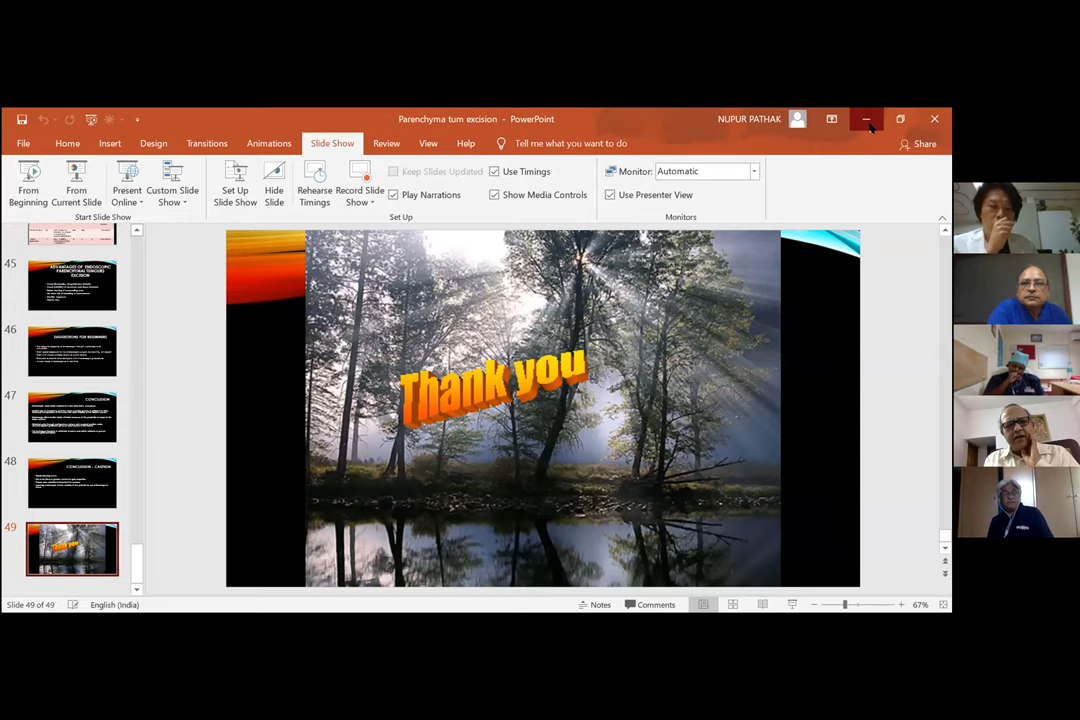 Parenchyma tum excision - PowerPoint
NUPUR PATHAK
File Home Insert Design Transitions Animations Slide Show Review View Help Tell me what you want to do
Share
From Beginning
From Current Slide
Present Online
Custom Slide Show
Set Up Slide Show
Hide Slide
Rehearse Timings
Record Slide Show
Keep Slides Updated
Use Timings
Play Narrations
Show Media Controls
Monitor: Automatic
Use Presenter View
Start Slide Show
Set Up
Monitors
45
ADVANTAGES OF ENDOSCOPIC
PARENCHYMAL TUMOURS
EXCISION
46
SUGGESTIONS FOR BEGINNERS
47
CONCLUSION
48
CONCLUSION - CAUTION
49
Thank you
Thank you
Slide 49 of 49
English (India)
Notes
Comments
67%